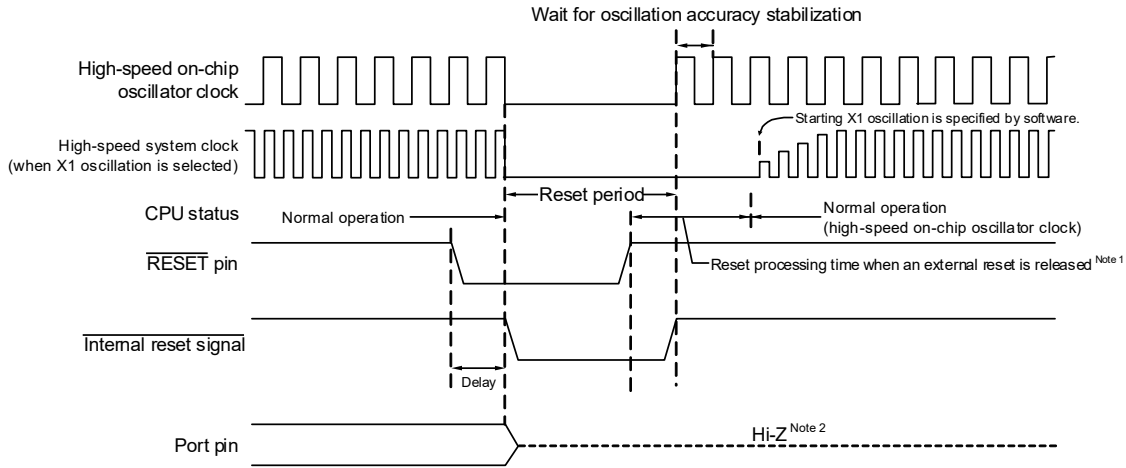 Wait for oscillation accuracy stabilization
High-speed on-chip
oscillator clock
Starting X1 oscillation is specified by software.
High-speed system clock
(when X1 oscillation is selected)
Reset period
CPU status
Normal operation
Normal operation
(high-speed on-chip oscillator clock)
RESET pin
Reset processing time when an external reset is released Note 1
Internal reset signal
Delay
Hi-Z Note 2
Port pin